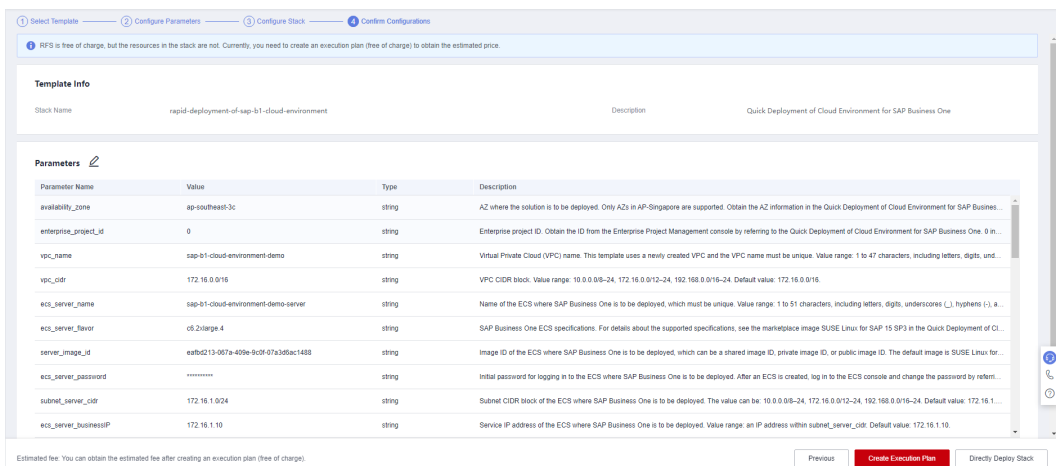 1 Select Template 2 Configure Parameters 3 Configure Stack 4 Confirm Configurations
RFS is free of charge, but the resources in the stack are not. Currently, you need to create an execution plan (free of charge) to obtain the estimated price.
Template Info
Stack Name rapid-deployment-of-sap-b1-cloud-environment Description Quick Deployment of Cloud Environment for SAP Business One
Parameters
Parameter Name Value Type Description
availability_zone ap-southeast-3c string AZ where the solution is to be deployed. Only AZs in AP-Singapore are supported. Obtain the AZ information in the Quick Deployment of Cloud Environment for SAP Busines...
enterprise_project_id 0 string Enterprise project ID. Obtain the ID from the Enterprise Project Management console by referring to the Quick Deployment of Cloud Environment for SAP Business One. 0 in...
vpc_name sap-b1-cloud-environment-demo string Virtual Private Cloud (VPC) name. This template uses a newly created VPC and the VPC name must be unique. Value range: 1 to 47 characters, including letters, digits, und...
vpc_cidr 172.16.0.0/16 string VPC CIDR block. Value range: 10.0.0.0/8–24, 172.16.0.0/12–24, 192.168.0.0/16–24. Default value: 172.16.0.0/16.
ecs_server_name sap-b1-cloud-environment-demo-server string Name of the ECS where SAP Business One is to be deployed, which must be unique. Value range: 1 to 51 characters, including letters, digits, underscores (_), hyphens (-), a...
ecs_server_flavor c6.2xlarge.4 string SAP Business One ECS specifications. For details about the supported specifications, see the marketplace image SUSE Linux for SAP 15 SP3 in the Quick Deployment of Cl...
server_image_id eafbd213-067a-409e-9c0f-07a3d6ac1488 string Image ID of the ECS where SAP Business One is to be deployed, which can be a shared image ID, private image ID, or public image ID. The default image is SUSE Linux for...
ecs_server_password ********** string Initial password for logging in to the ECS where SAP Business One is to be deployed. After an ECS is created, log in to the ECS console and change the password by referri...
subnet_server_cidr 172.16.1.0/24 string Subnet CIDR block of the ECS where SAP Business One is to be deployed. The value can be: 10.0.0.0/8–24, 172.16.0.0/12–24, 192.168.0.0/16–24. Default value: 172.16.1....
ecs_server_businessIP 172.16.1.10 string Service IP address of the ECS where SAP Business One is to be deployed. Value range: an IP address within subnet_server_cidr. Default value: 172.16.1.10.
Estimated fee: You can obtain the estimated fee after creating an execution plan (free of charge). Previous Create Execution Plan Directly Deploy Stack